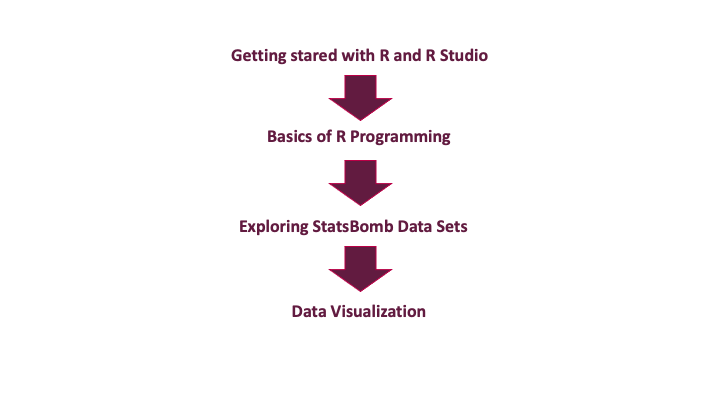 Getting stared with R and R Studio
Basics of R Programming
Exploring StatsBomb Data Sets
Data Visualization